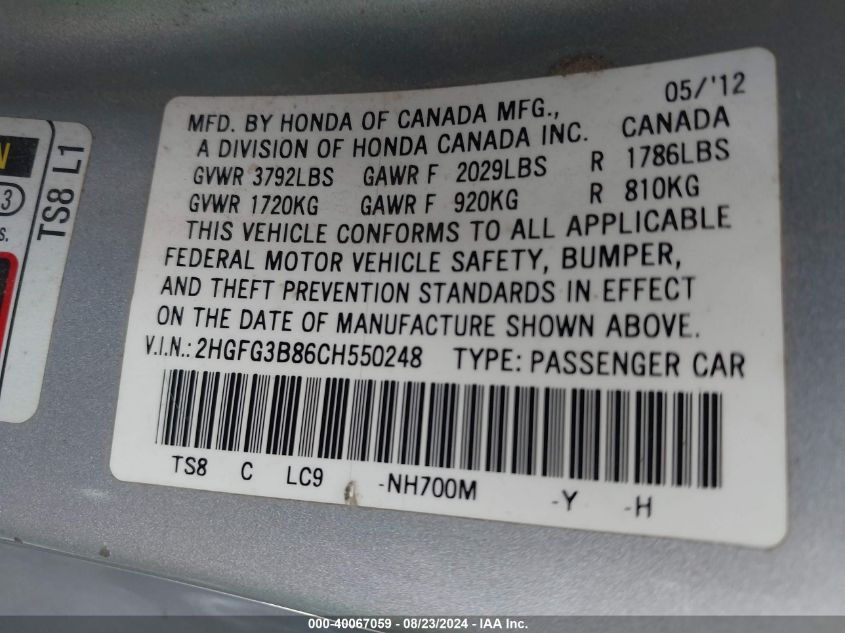 05/'12
MFD. BY HONDA OF CANADA MFG.,
A DIVISION OF HONDA CANADA INC. CANADA
GVWR 3792LBS GAWR F 2029LBS R 1786LBS
GVWR 1720KG GAWR F 920KG R 810KG
THIS VEHICLE CONFORMS TO ALL APPLICABLE
FEDERAL MOTOR VEHICLE SAFETY, BUMPER,
AND THEFT PREVENTION STANDARDS IN EFFECT
ON THE DATE OF MANUFACTURE SHOWN ABOVE.
V.I.N.: 2HGFG3B86CH550248 TYPE: PASSENGER CAR
TS8 C LC9 -NH700M -Y -H
TS8 L1
N
3
s.
000-40067059 - 08/23/2024 - IAA Inc.